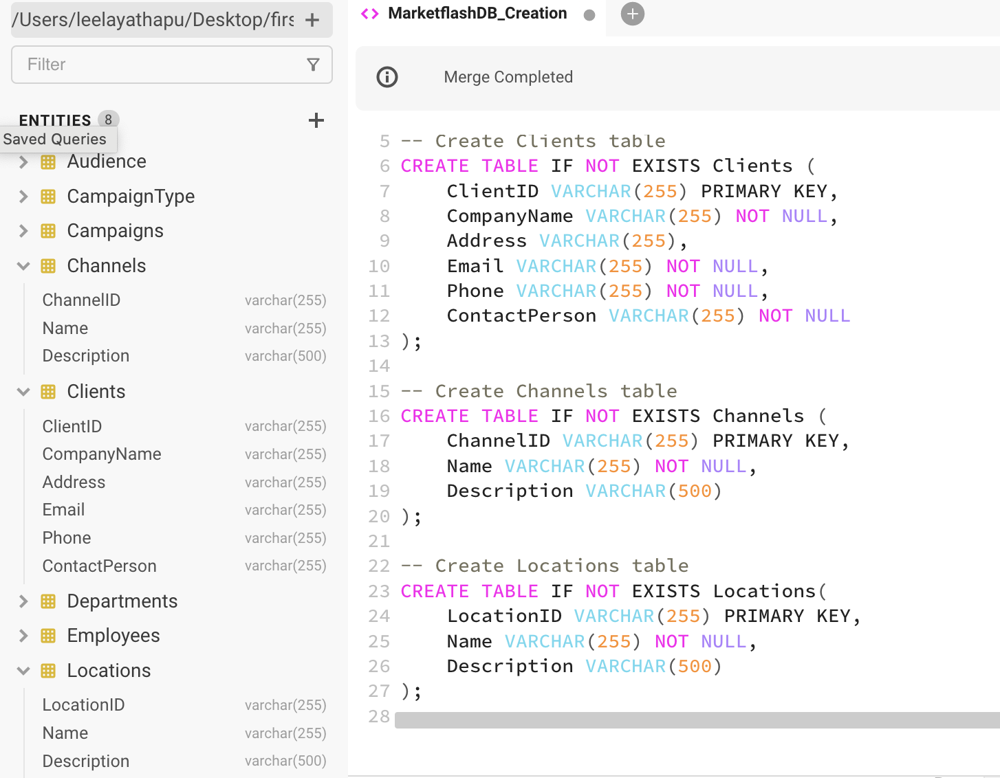 /Users/leelayathapu/Desktop/firs
Filter
ENTITIES 8
Saved Queries
Audience
CampaignType
Campaigns
Channels
ChannelID varchar(255)
Name varchar(255)
Description varchar(500)
Clients
ClientID varchar(255)
CompanyName varchar(255)
Address varchar(255)
Email varchar(255)
Phone varchar(255)
ContactPerson varchar(255)
Departments
Employees
Locations
LocationID varchar(255)
Name varchar(255)
Description varchar(500)
<> MarketflashDB_Creation
Merge Completed
5 -- Create Clients table
6 CREATE TABLE IF NOT EXISTS Clients (
7     ClientID VARCHAR(255) PRIMARY KEY,
8     CompanyName VARCHAR(255) NOT NULL,
9     Address VARCHAR(255),
10     Email VARCHAR(255) NOT NULL,
11     Phone VARCHAR(255) NOT NULL,
12     ContactPerson VARCHAR(255) NOT NULL
13 );
14
15 -- Create Channels table
16 CREATE TABLE IF NOT EXISTS Channels (
17     ChannelID VARCHAR(255) PRIMARY KEY,
18     Name VARCHAR(255) NOT NULL,
19     Description VARCHAR(500)
20 );
21
22 -- Create Locations table
23 CREATE TABLE IF NOT EXISTS Locations(
24     LocationID VARCHAR(255) PRIMARY KEY,
25     Name VARCHAR(255) NOT NULL,
26     Description VARCHAR(500)
27 );
28